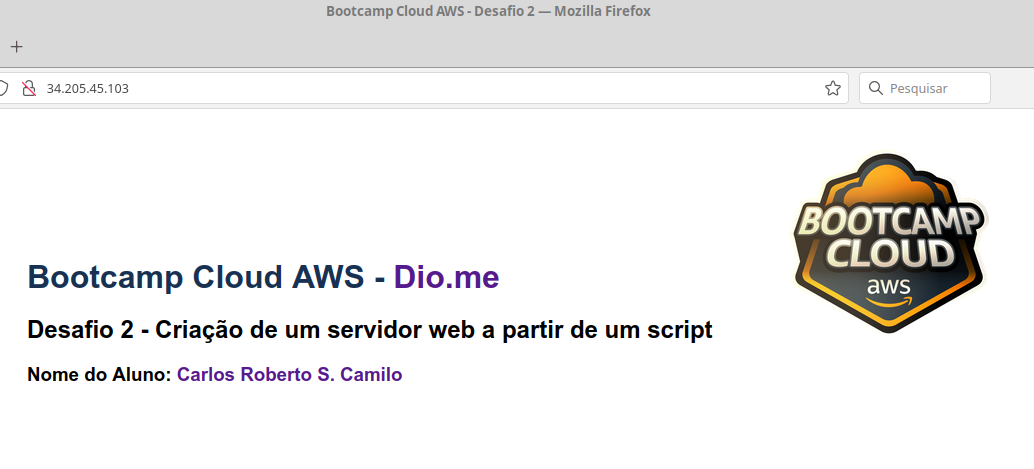 Bootcamp Cloud AWS - Desafio 2 — Mozilla Firefox
34.205.45.103
Pesquisar
BOOTCAMP
CLOUD
aws
Bootcamp Cloud AWS - Dio.me
Desafio 2 - Criação de um servidor web a partir de um script
Nome do Aluno: Carlos Roberto S. Camilo